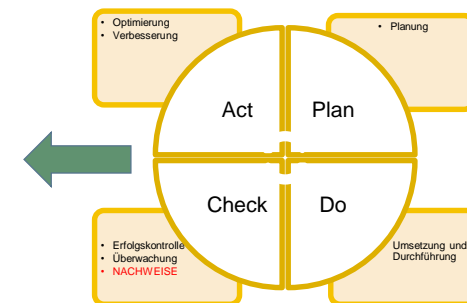 • Optimierung
• Verbesserung
• Planung
Act
Plan
Check
Do
• Erfolgskontrolle
• Überwachung
• NACHWEISE
Umsetzung und
Durchführung